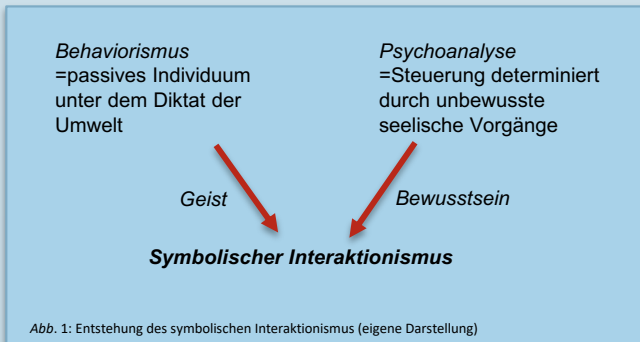 Behaviorismus
=passives Individuum
unter dem Diktat der
Umwelt
Psychoanalyse
=Steuerung determiniert
durch unbewusste
seelische Vorgänge
Geist
Bewusstsein
Symbolischer Interaktionismus
Abb. 1: Entstehung des symbolischen Interaktionismus (eigene Darstellung)